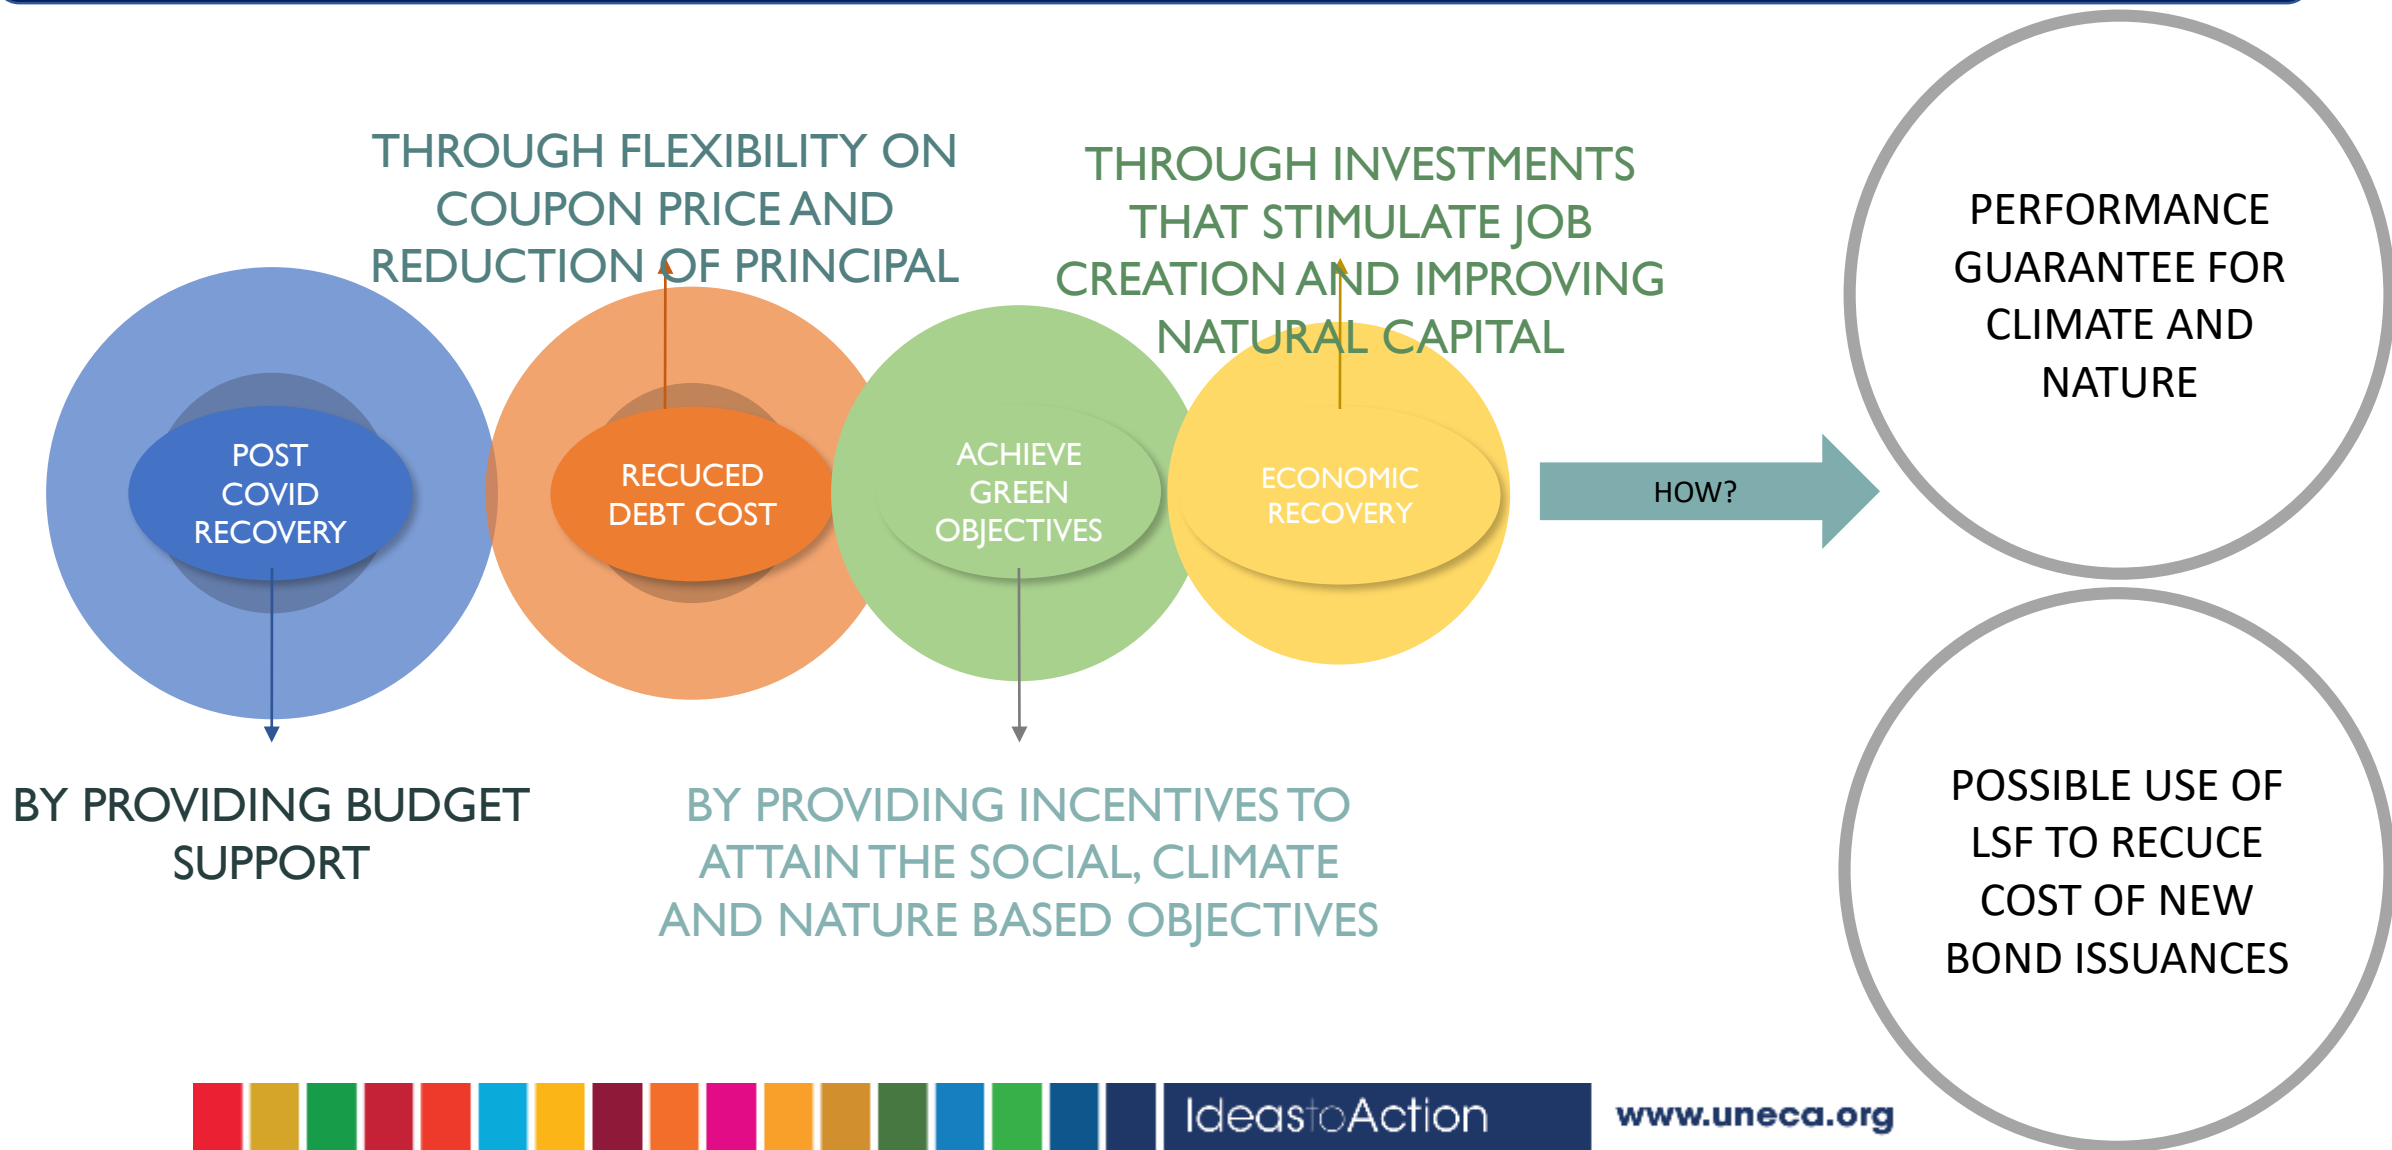 THROUGH FLEXIBILITY ON
COUPON PRICE AND
REDUCTION OF PRINCIPAL
THROUGH INVESTMENTS
THAT STIMULATE JOB
CREATION AND IMPROVING
NATURAL CAPITAL
POST
COVID
RECOVERY
RECUCED
DEBT COST
ACHIEVE
GREEN
OBJECTIVES
ECONOMIC
RECOVERY
HOW?
PERFORMANCE
GUARANTEE FOR
CLIMATE AND
NATURE
BY PROVIDING BUDGET
SUPPORT
BY PROVIDING INCENTIVES TO
ATTAIN THE SOCIAL, CLIMATE
AND NATURE BASED OBJECTIVES
POSSIBLE USE OF
LSF TO RECUCE
COST OF NEW
BOND ISSUANCES
IdeastoAction
www.uneca.org